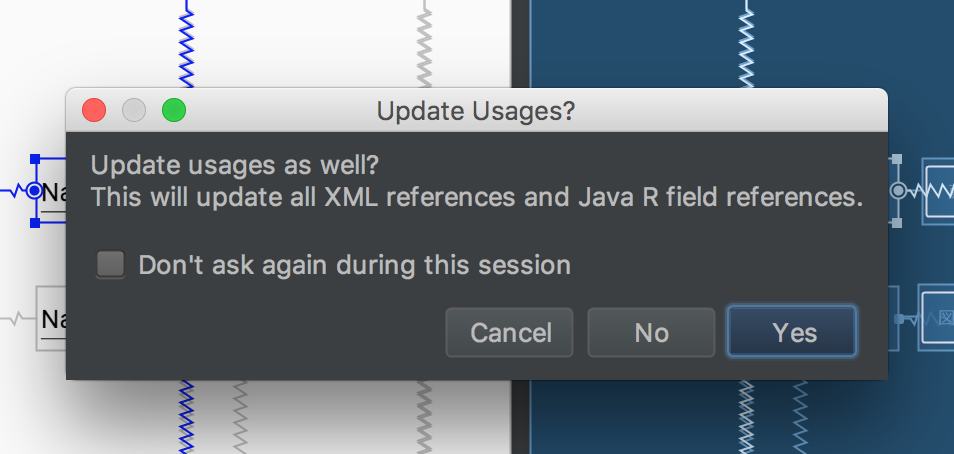 Update Usages?
Update usages as well?
This will update all XML references and Java R field references.
Na
Don't ask again during this session
Na
Cancel
No
Yes
図